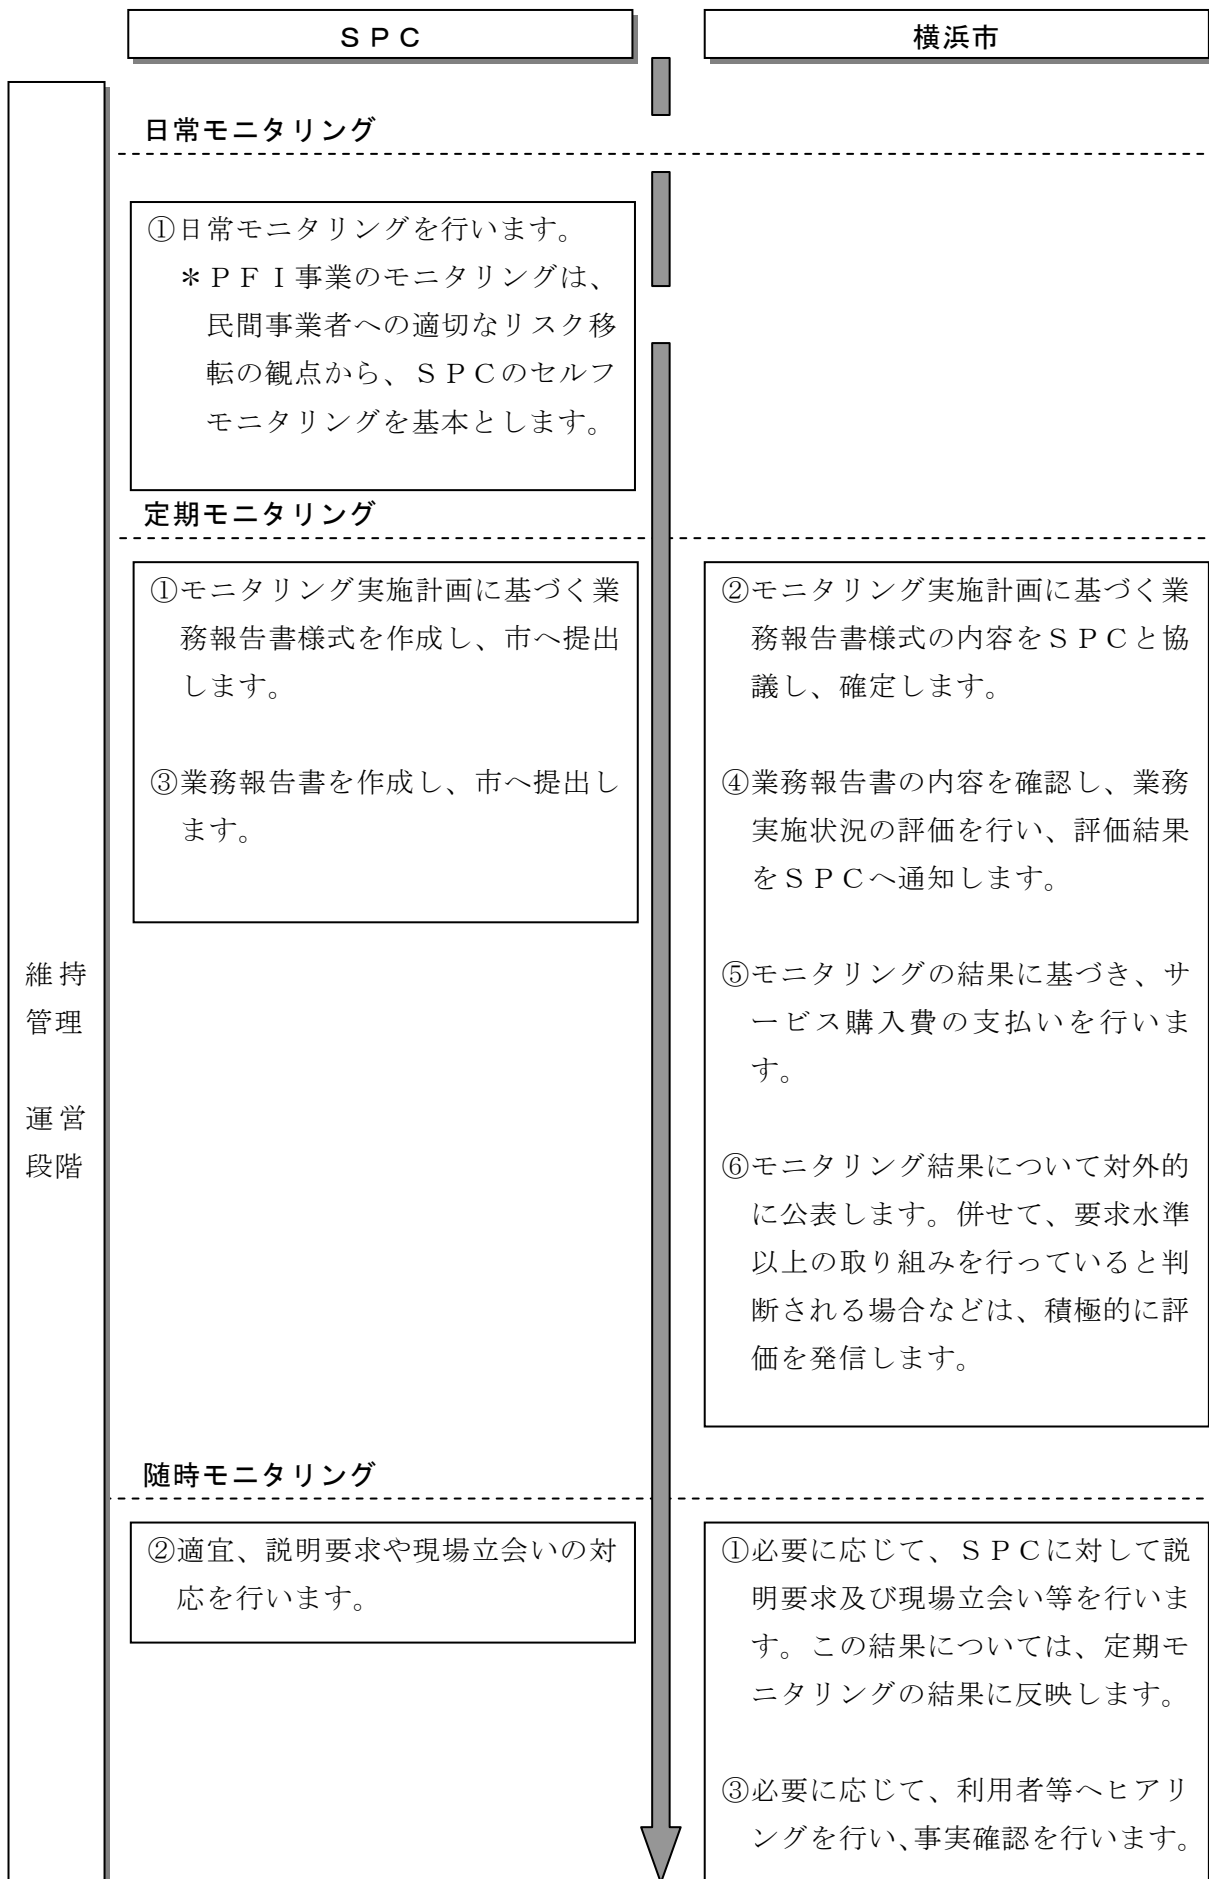 ＳＰＣ
横浜市
日常モニタリング
①日常モニタリングを行います。
＊ＰＦＩ事業のモニタリングは、
民間事業者への適切なリスク移
転の観点から、ＳＰＣのセルフ
モニタリングを基本とします。
定期モニタリング
①モニタリング実施計画に基づく業
務報告書様式を作成し、市へ提出
します。
③業務報告書を作成し、市へ提出し
ます。
②モニタリング実施計画に基づく業
務報告書様式の内容をＳＰＣと協
議し、確定します。
④業務報告書の内容を確認し、業務
実施状況の評価を行い、評価結果
をＳＰＣへ通知します。
⑤モニタリングの結果に基づき、サ
ービス購入費の支払いを行いま
す。
⑥モニタリング結果について対外的
に公表します。併せて、要求水準
以上の取り組みを行っていると判
断される場合などは、積極的に評
価を発信します。
維持
管理
運営
段階
随時モニタリング
②適宜、説明要求や現場立会いの対
応を行います。
①必要に応じて、ＳＰＣに対して説
明要求及び現場立会い等を行いま
す。この結果については、定期モ
ニタリングの結果に反映します。
③必要に応じて、利用者等へヒアリ
ングを行い、事実確認を行います。